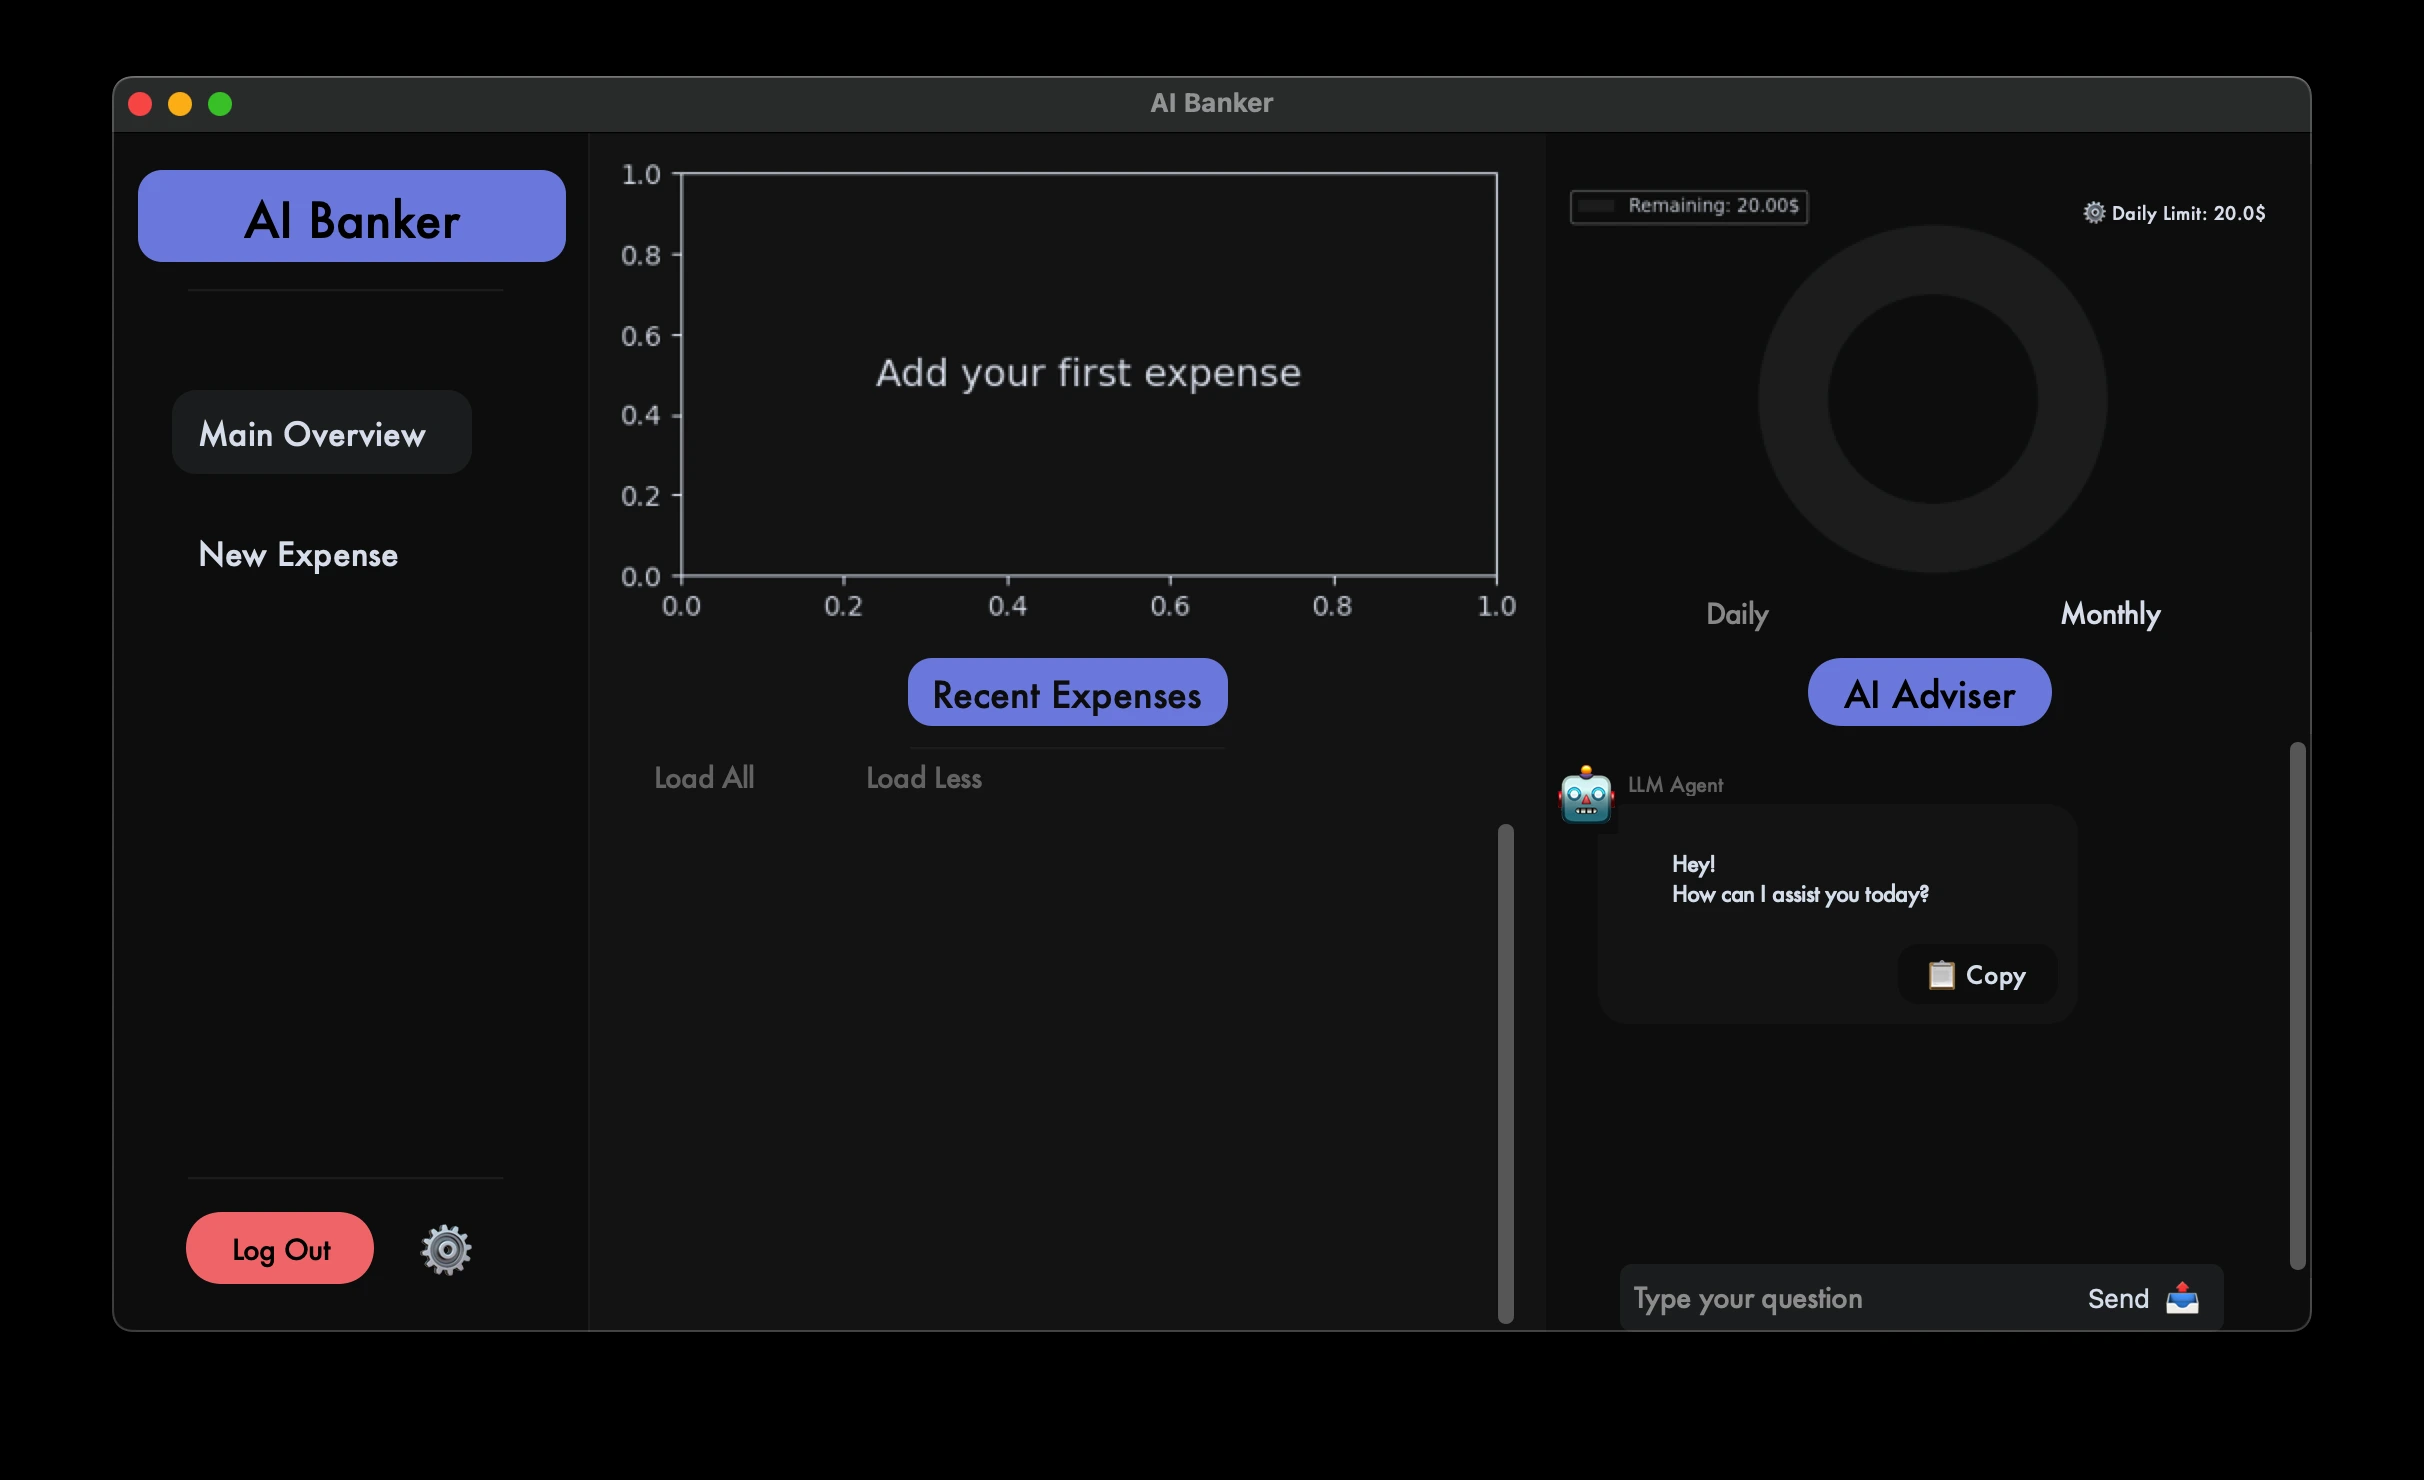 AI Banker
AI Banker
Main Overview
New Expense
Log Out
1.0
0.8
0.6
0.4
0.2
0.0
Add your first expense
0.0 0.2 0.4 0.6 0.8 1.0
Recent Expenses
Load All Load Less
Remaining: 20.00$
Daily Limit: 20.0$
Daily Monthly
AI Adviser
LLM Agent
Hey!
How can I assist you today?
Copy
Type your question Send